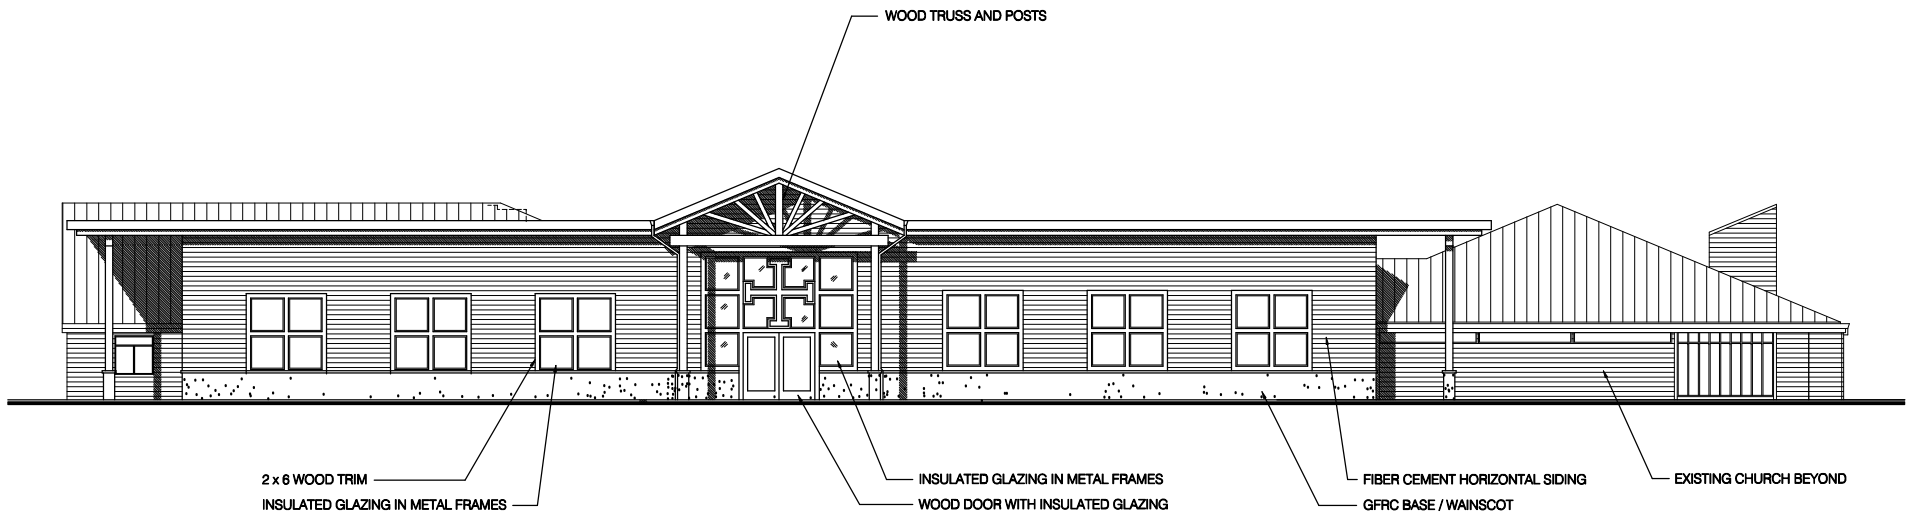 WOOD TRUSS AND POSTS
2 x 6 WOOD TRIM
INSULATED GLAZING IN METAL FRAMES
INSULATED GLAZING IN METAL FRAMES
WOOD DOOR WITH INSULATED GLAZING
FIBER CEMENT HORIZONTAL SIDING
GFRC BASE / WAINSCOT
EXISTING CHURCH BEYOND